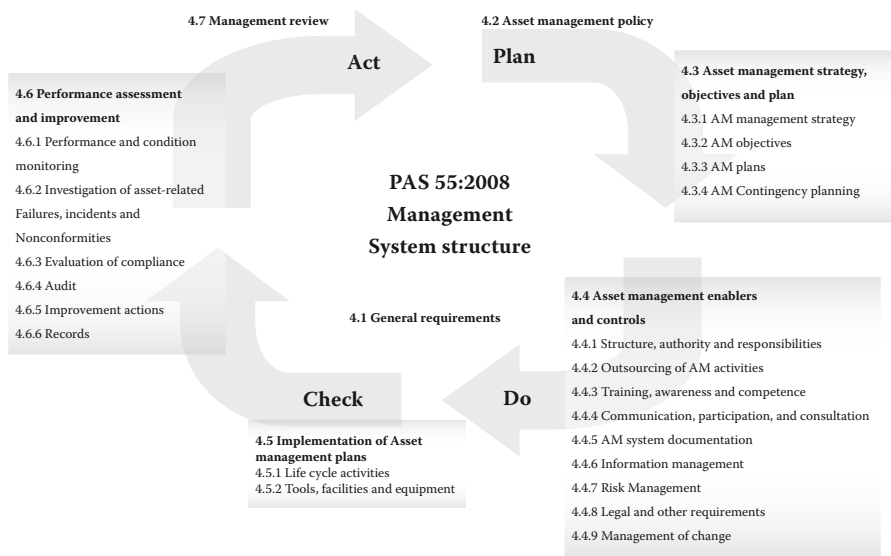 4.7 Management review
4.2 Asset management policy
Act
Plan
4.3 Asset management strategy,
objectives and plan
4.3.1 AM management strategy
4.3.2 AM objectives
4.3.3 AM plans
4.3.4 AM Contingency planning
4.6 Performance assessment
and improvement
4.6.1 Performance and condition
monitoring
4.6.2 Investigation of asset-related
Failures, incidents and
Nonconformities
4.6.3 Evaluation of compliance
4.6.4 Audit
4.6.5 Improvement actions
4.6.6 Records
PAS 55:2008
Management
System structure
4.1 General requirements
4.4 Asset management enablers
and controls
4.4.1 Structure, authority and responsibilities
4.4.2 Outsourcing of AM activities
4.4.3 Training, awareness and competence
4.4.4 Communication, participation, and consultation
4.4.5 AM system documentation
4.4.6 Information management
4.4.7 Risk Management
4.4.8 Legal and other requirements
4.4.9 Management of change
Check
Do
4.5 Implementation of Asset
management plans
4.5.1 Life cycle activities
4.5.2 Tools, facilities and equipment